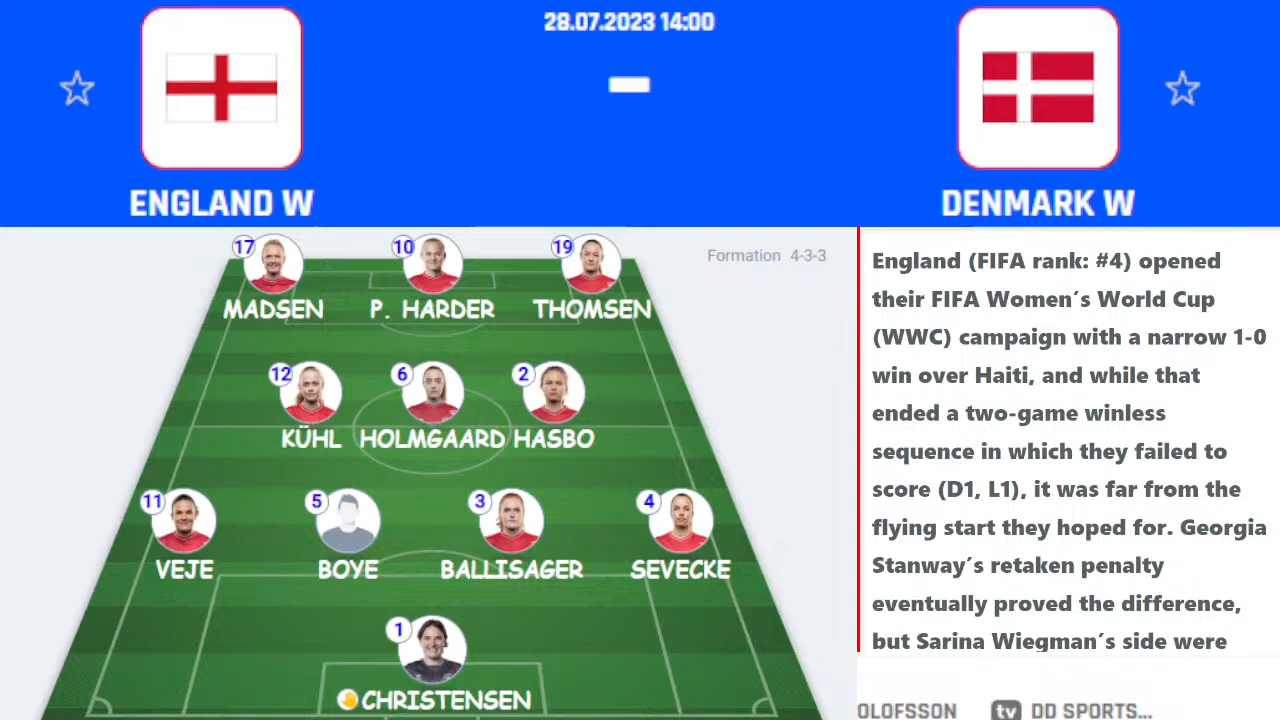 28.07.2023 14:00
ENGLAND W
DENMARK W
Formation 4-3-3
17
10
19
MADSEN
P. HARDER
THOMSEN
12
6
2
KÜHL
HOLMGAARD
HASBO
11
5
3
4
VEJE
BOYE
BALLISAGER
SEVECKE
1
CHRISTENSEN
England (FIFA rank: #4) opened
their FIFA Women´s World Cup
(WWC) campaign with a narrow 1-0
win over Haiti, and while that
ended a two-game winless
sequence in which they failed to
score (D1, L1), it was far from the
flying start they hoped for. Georgia
Stanway´s retaken penalty
eventually proved the difference,
but Sarina Wiegman´s side were
OLOFSSON tv DD SPORTS...